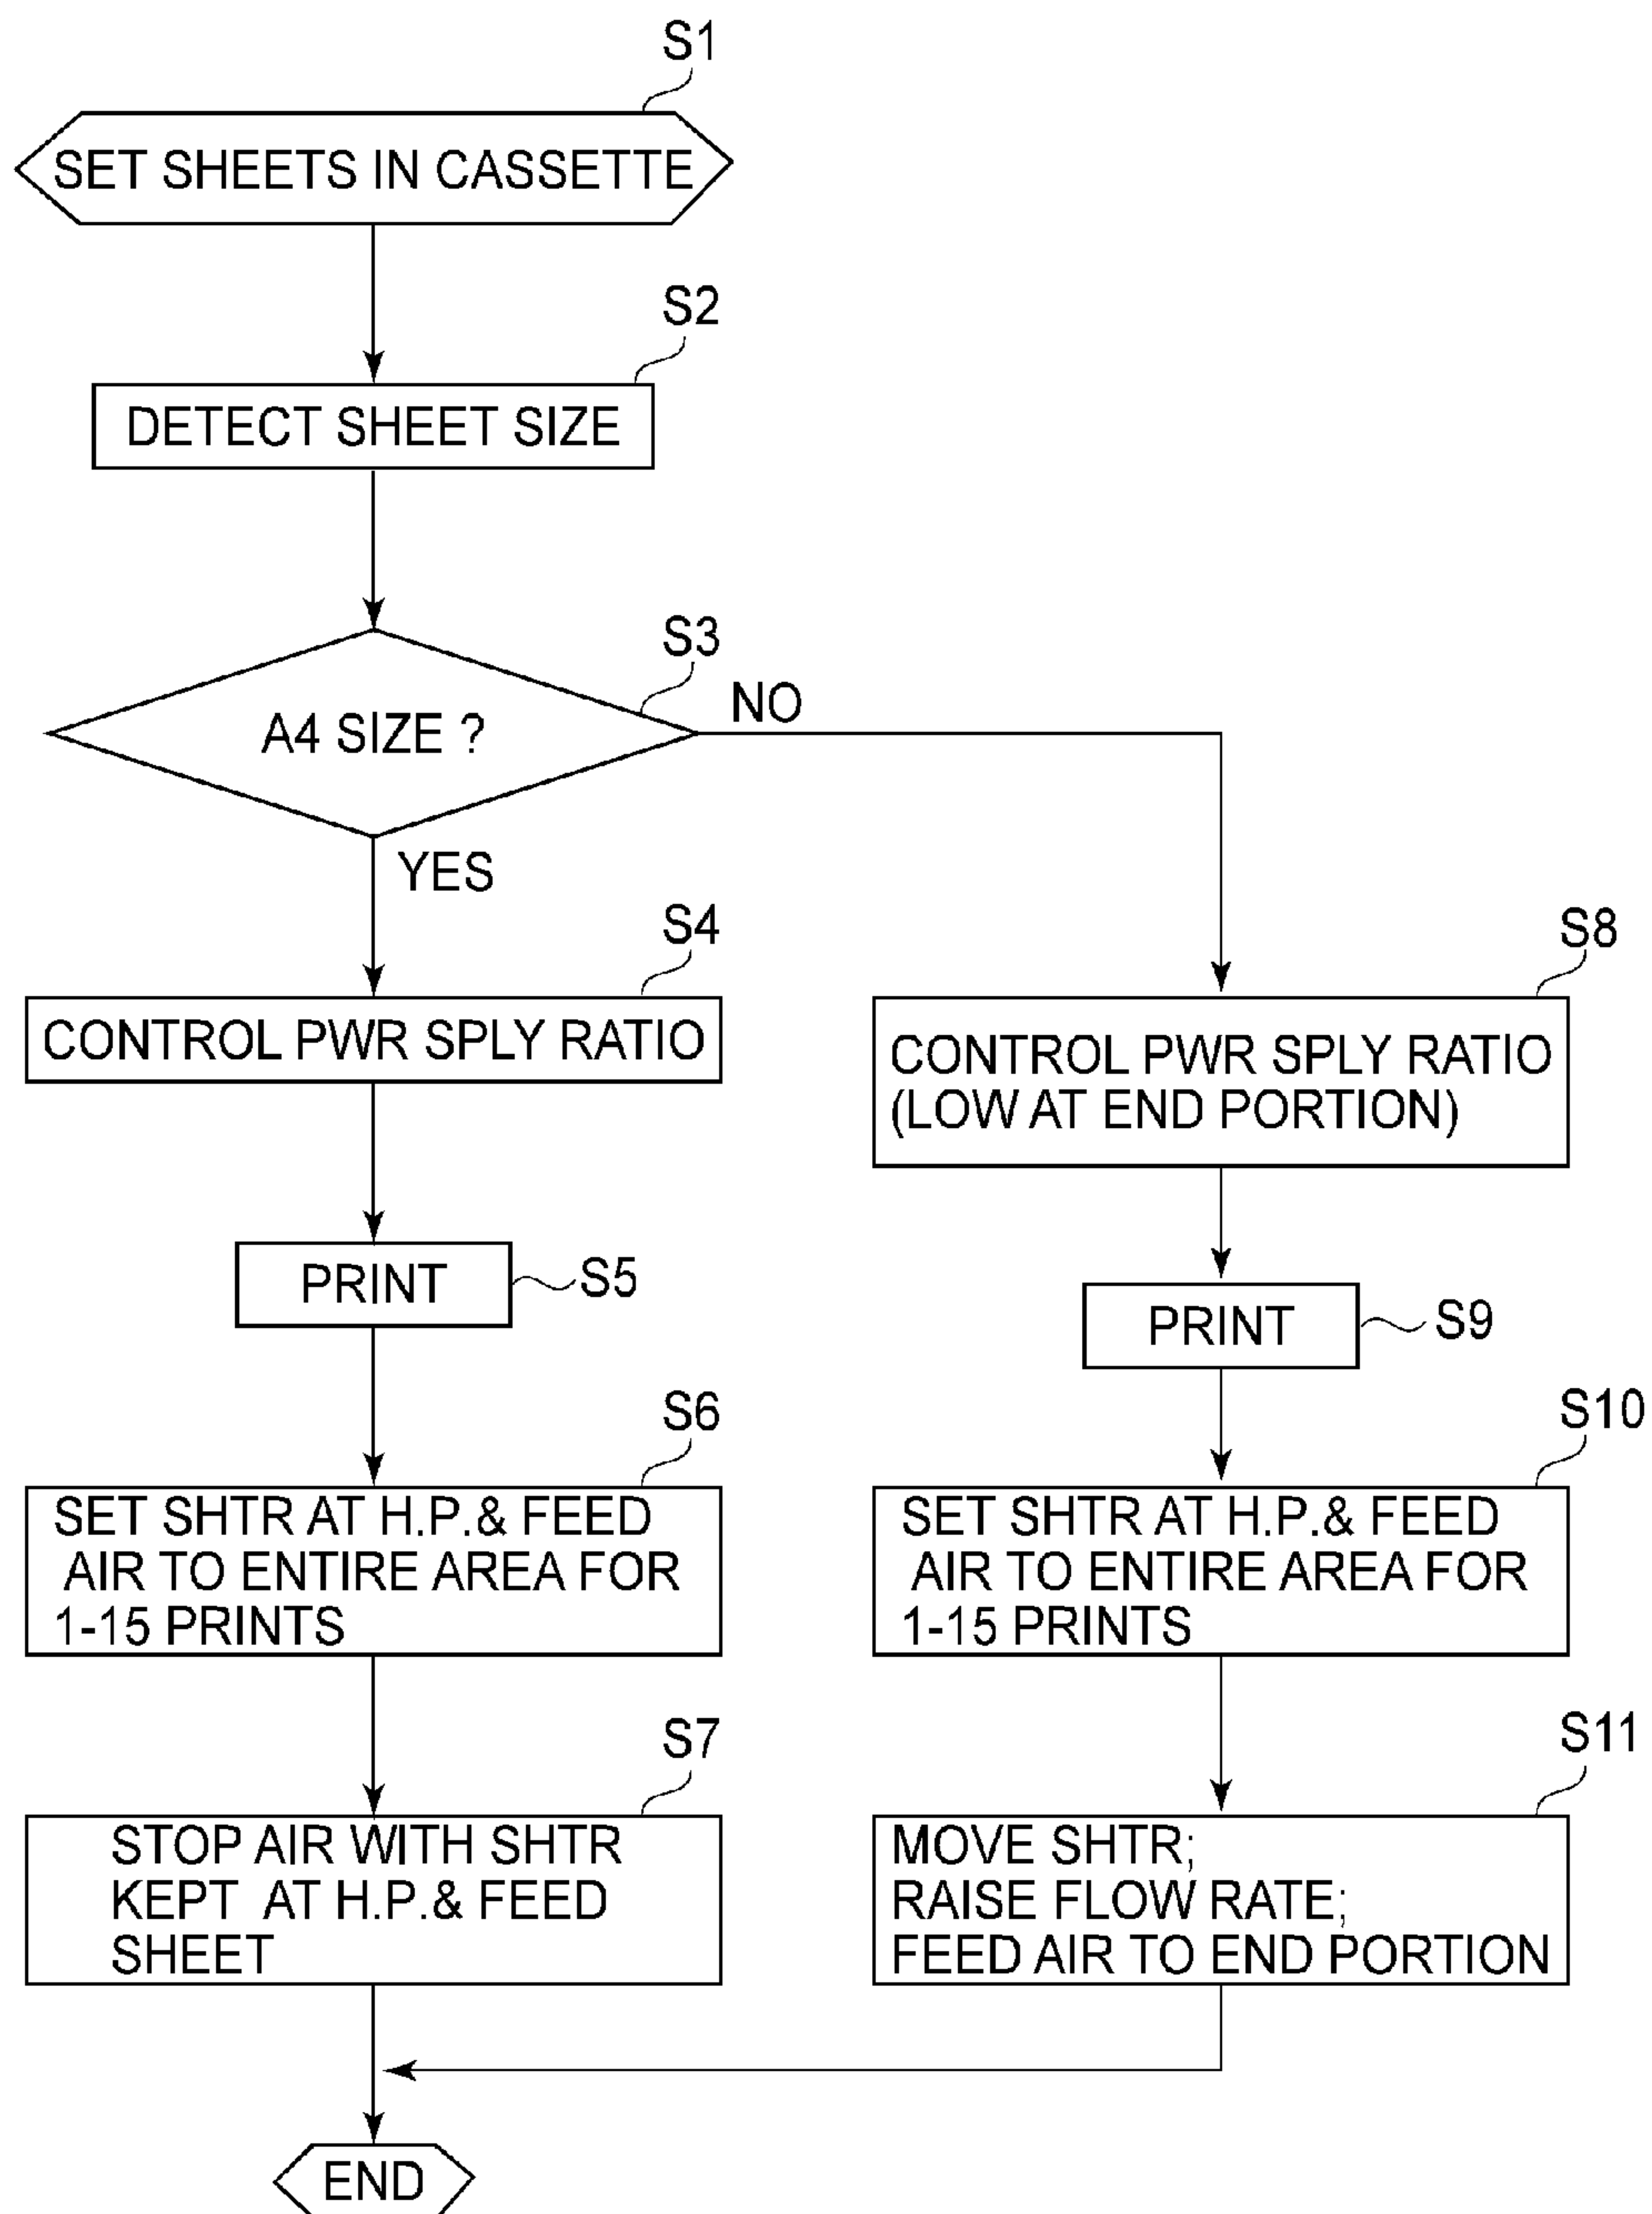 S1
SET SHEETS IN CASSETTE
S2
DETECT SHEET SIZE
S3
A4 SIZE ?
NO
YES
S4
CONTROL PWR SPLY RATIO
PRINT
S5
S6
SET SHTR AT H.P.& FEED
AIR TO ENTIRE AREA FOR
1-15 PRINTS
S7
STOP AIR WITH SHTR
KEPT AT H.P.& FEED
SHEET
S8
CONTROL PWR SPLY RATIO
(LOW AT END PORTION)
PRINT
S9
S10
SET SHTR AT H.P.& FEED
AIR TO ENTIRE AREA FOR
1-15 PRINTS
S11
MOVE SHTR;
RAISE FLOW RATE;
FEED AIR TO END PORTION
END